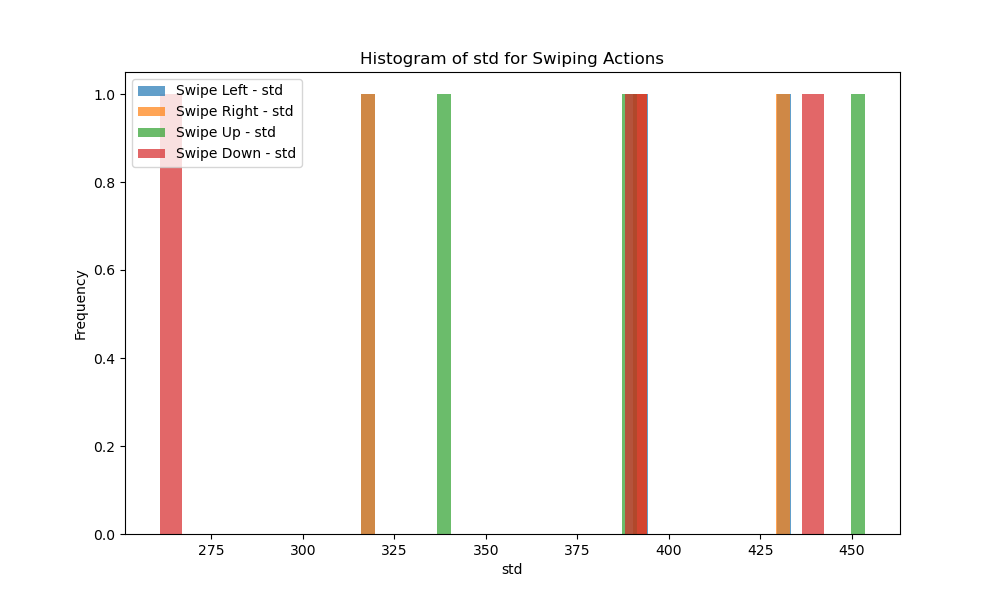 Histogram of std for Swiping Actions
Swipe Left - std
Swipe Right - std
Swipe Up - std
Swipe Down - std
1.0
0.8
0.6
0.4
0.2
0.0
Frequency
275 300 325 350 375 400 425 450
std